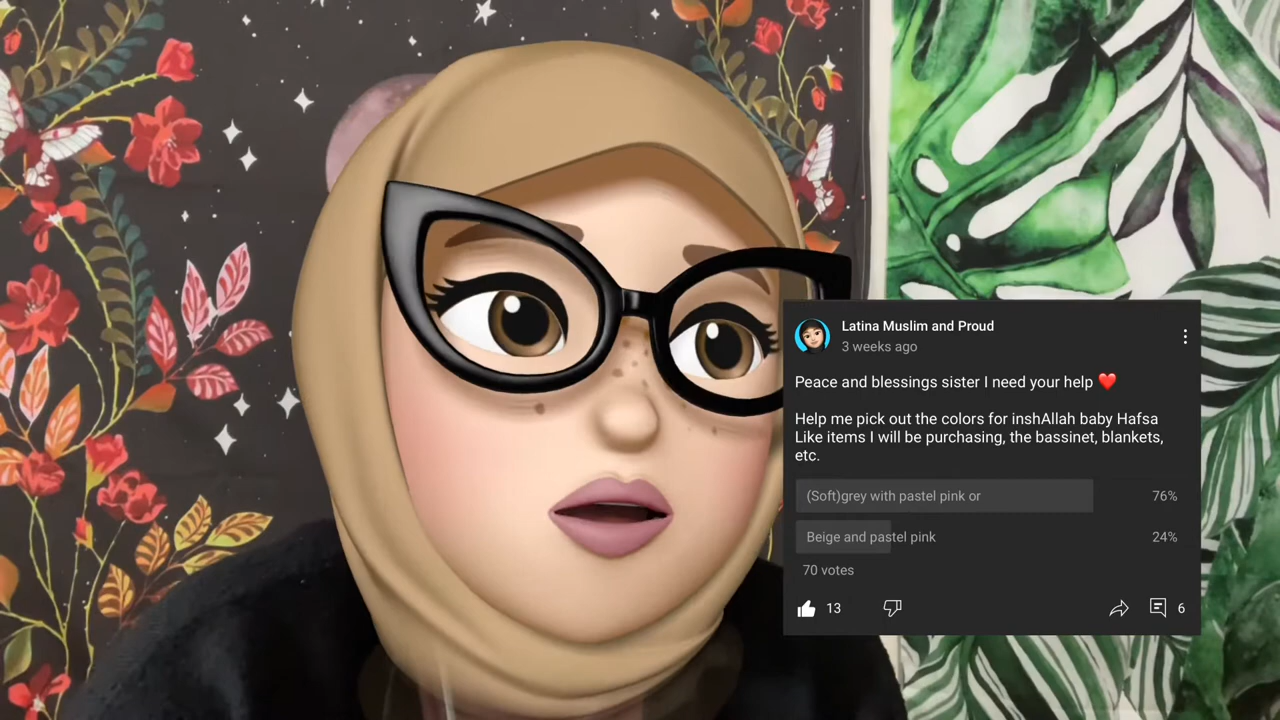 Latina Muslim and Proud
3 weeks ago
Peace and blessings sister I need your help ❤️
Help me pick out the colors for inshAllah baby Hafsa
Like items I will be purchasing, the bassinet, blankets,
etc.
(Soft)grey with pastel pink or 76%
Beige and pastel pink 24%
70 votes
13 6